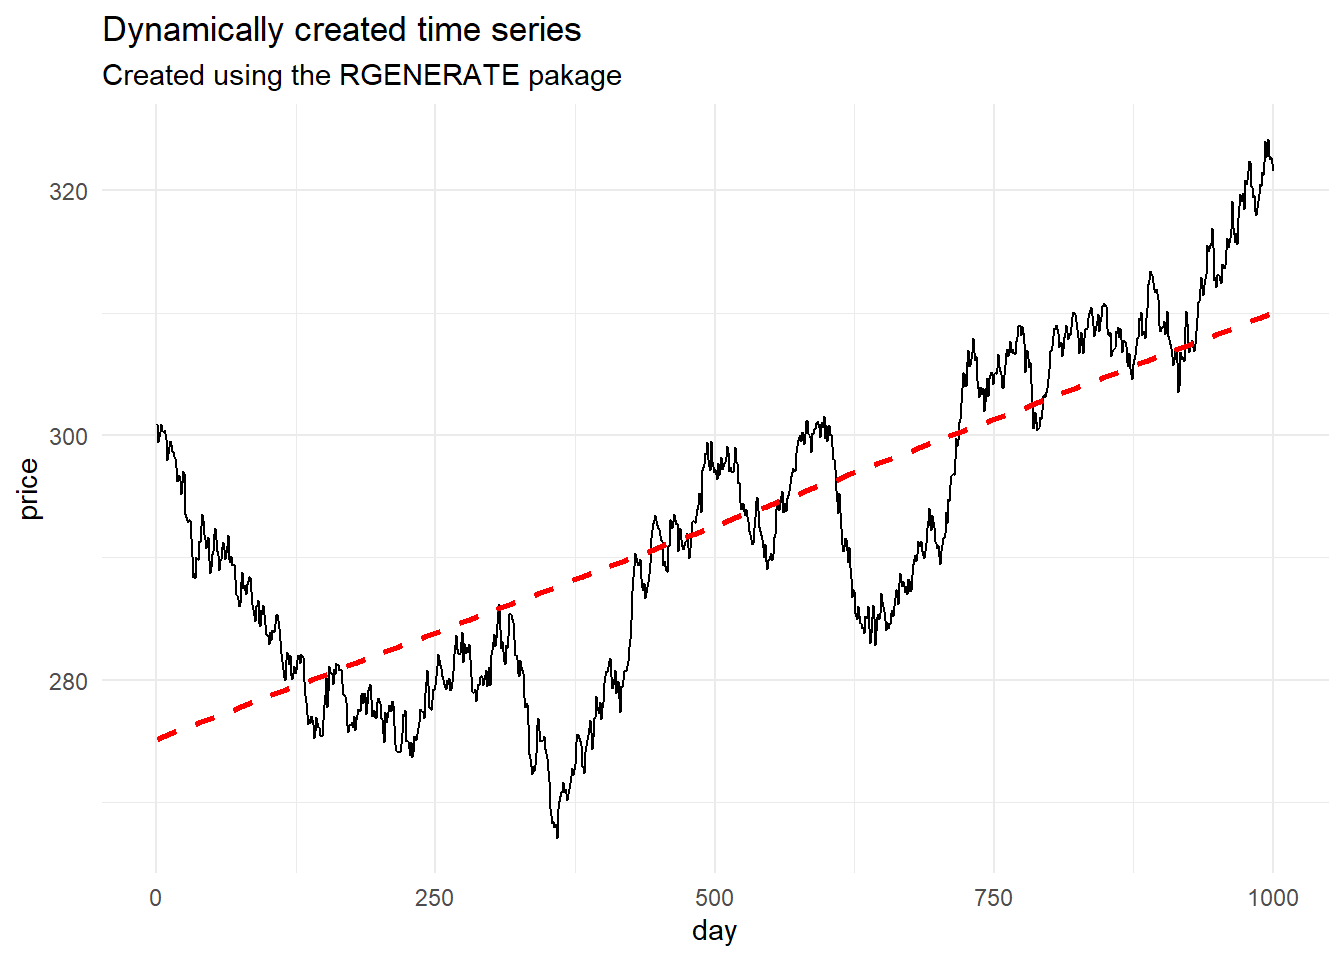 Dynamically created time series
Created using the RGENERATE pakage
320
300
280
price
0 250 500 750 1000
day